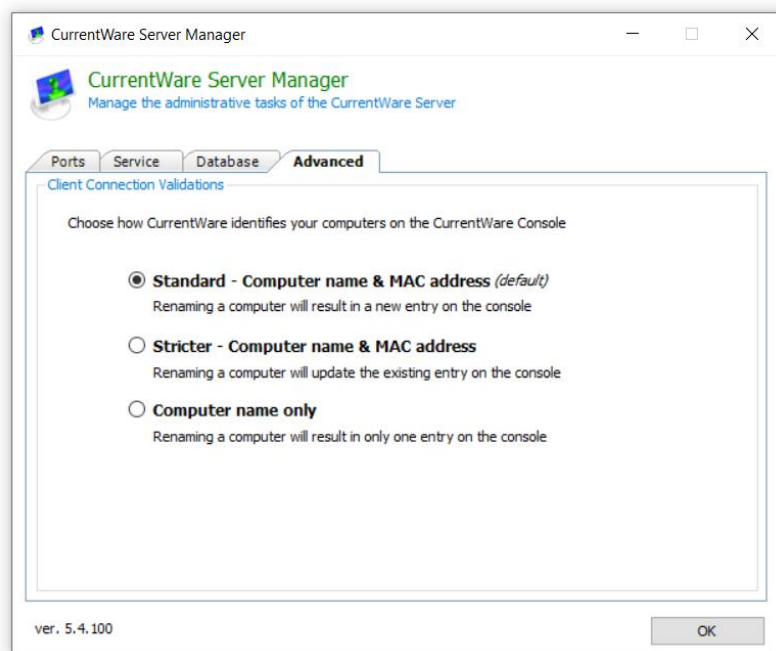 CurrentWare Server Manager
CurrentWare Server Manager
Manage the administrative tasks of the CurrentWare Server
Ports Service Database Advanced
Client Connection Validations
Choose how CurrentWare identifies your computers on the CurrentWare Console
Standard - Computer name & MAC address (default)
Renaming a computer will result in a new entry on the console
Stricter - Computer name & MAC address
Renaming a computer will update the existing entry on the console
Computer name only
Renaming a computer will result in only one entry on the console
ver. 5.4.100
OK